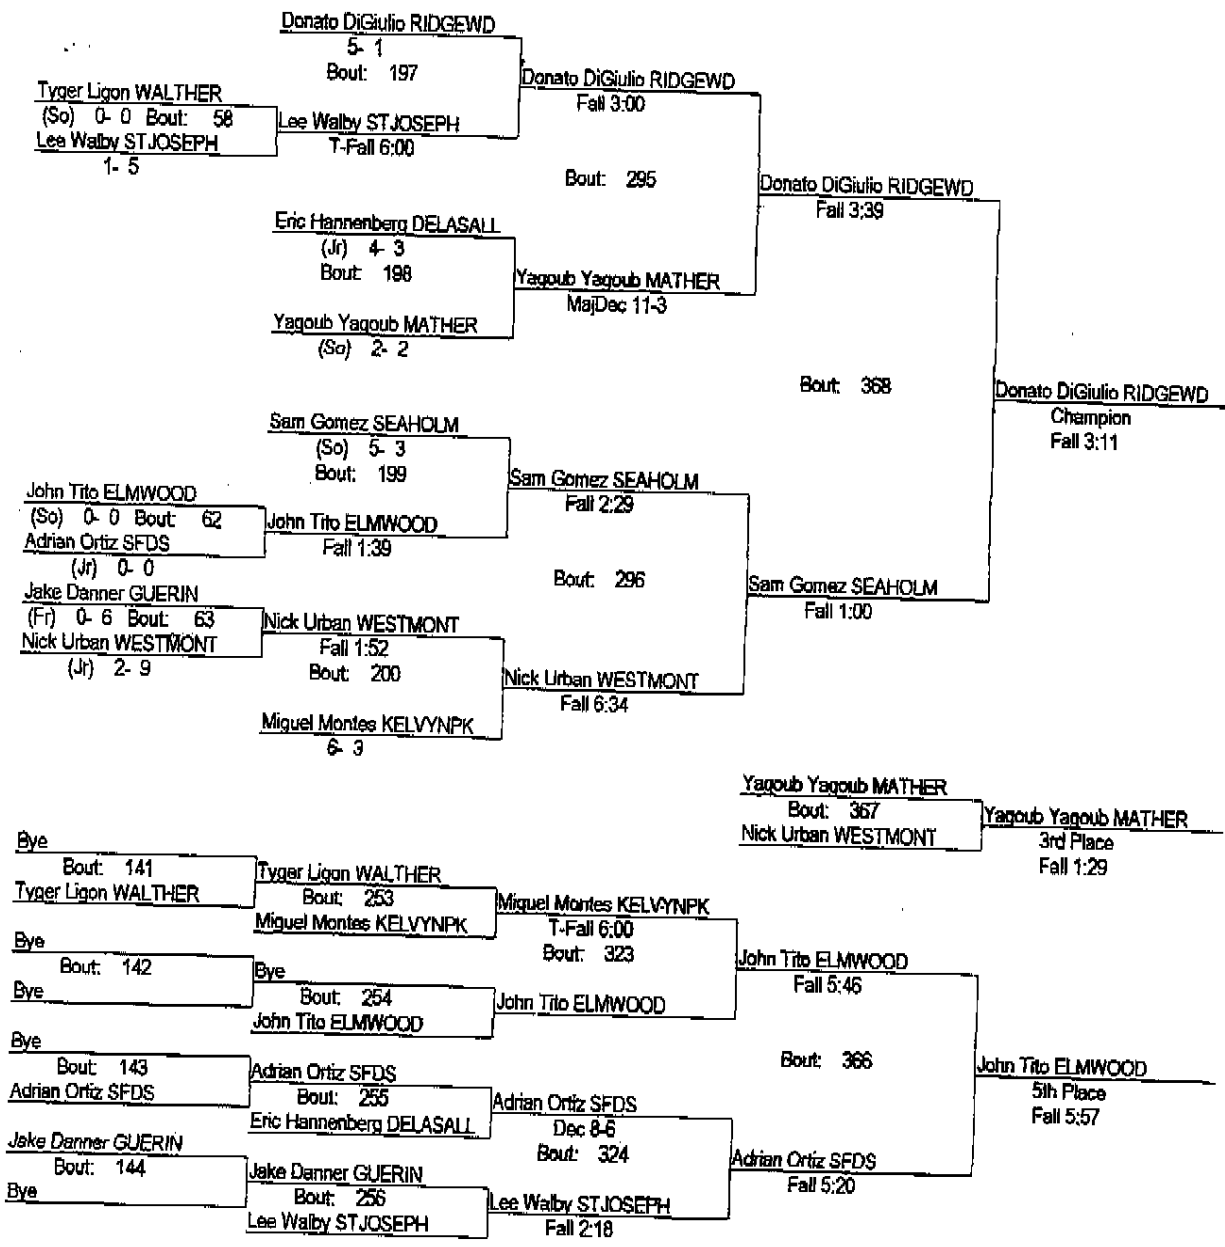 Donato DiGiulio RIDGEWD
5- 1
Bout: 197
Tyger Ligon WALTHER
(So) 0- 0 Bout: 58
Lee Walby STJOSEPH
1- 5
Lee Walby STJOSEPH
T-Fall 6:00
Donato DiGiulio RIDGEWD
Fall 3:00
Bout: 295
Eric Hannenberg DELASALL
(Jr) 4- 3
Bout: 198
Yagoub Yagoub MATHER
(So) 2- 2
Yagoub Yagoub MATHER
MajDec 11-3
Donato DiGiulio RIDGEWD
Fall 3:39
Bout: 368
Donato DiGiulio RIDGEWD
Champion
Fall 3:11
Sam Gomez SEAHOLM
(So) 5- 3
Bout: 199
John Tito ELMWOOD
(So) 0- 0 Bout: 62
Adrian Ortiz SFDS
(Jr) 0- 0
John Tito ELMWOOD
Fall 1:39
Sam Gomez SEAHOLM
Fall 2:29
Bout: 296
Sam Gomez SEAHOLM
Fall 1:00
Jake Danner GUERIN
(Fr) 0- 6 Bout: 63
Nick Urban WESTMONT
(Jr) 2- 9
Nick Urban WESTMONT
Fall 1:52
Bout: 200
Miguel Montes KELVYNPK
6- 3
Nick Urban WESTMONT
Fall 6:34
Yagoub Yagoub MATHER
Bout: 367
Nick Urban WESTMONT
Yagoub Yagoub MATHER
3rd Place
Fall 1:29
Bye
Bout: 141
Tyger Ligon WALTHER
Tyger Ligon WALTHER
Bout: 253
Miguel Montes KELVYNPK
Miguel Montes KELVYNPK
T-Fall 6:00
Bout: 323
Bye
Bout: 142
Bye
Bye
Bout: 254
John Tito ELMWOOD
John Tito ELMWOOD
John Tito ELMWOOD
Fall 5:46
Bout: 366
Bye
Bout: 143
Adrian Ortiz SFDS
Adrian Ortiz SFDS
Bout: 255
Eric Hannenberg DELASALL
Adrian Ortiz SFDS
Dec 8-6
Bout: 324
Jake Danner GUERIN
Bout: 144
Bye
Jake Danner GUERIN
Bout: 256
Lee Walby STJOSEPH
Lee Walby STJOSEPH
Fall 2:18
Adrian Ortiz SFDS
Fall 5:20
John Tito ELMWOOD
5th Place
Fall 5:57